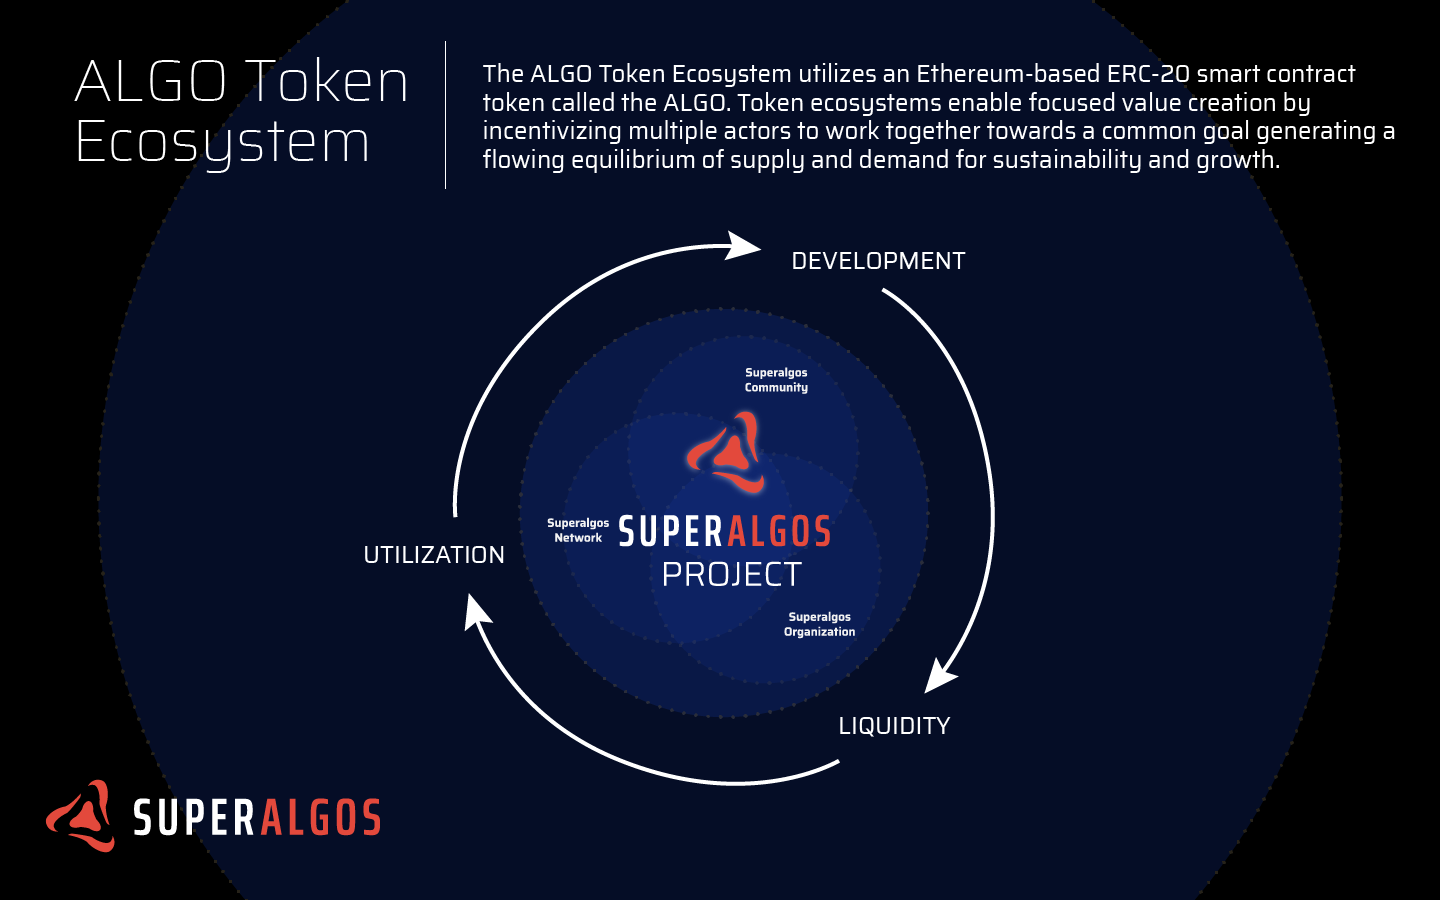 ALGO Token
Ecosystem
The ALGO Token Ecosystem utilizes an Ethereum-based ERC-20 smart contract
token called the ALGO. Token ecosystems enable focused value creation by
incentivizing multiple actors to work together towards a common goal generating a
flowing equilibrium of supply and demand for sustainability and growth.
DEVELOPMENT
Superalgos
Community
Superalgos
Network
SUPERALGOS
PROJECT
UTILIZATION
Superalgos
Organization
LIQUIDITY
SUPERALGOS